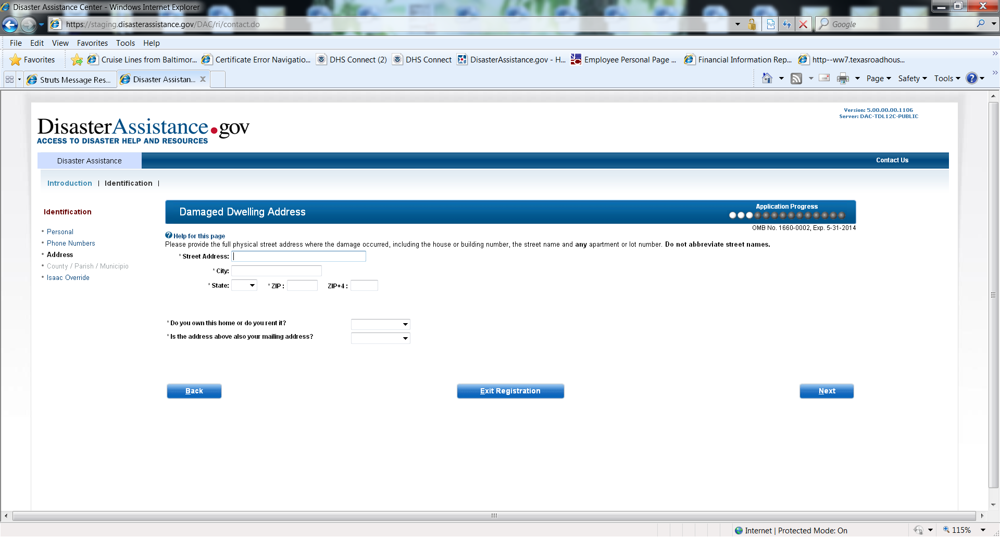 Disaster Assistance Center - Windows Internet Explorer
https://staging.disasterassistance.gov/DAC/ri/contact.do
Google
File Edit View Favorites Tools Help
Favorites Cruise Lines from Baltimor... Certificate Error Navigatio... DHS Connect (2) DHS Connect DisasterAssistance.gov - H... Employee Personal Page ... Financial Information Rep... http--ww7.texasroadhous...
Struts Message Res... Disaster Assistan... Page Safety Tools
Version: 5.00.00.00.1106
Server: DAC-TDL12C-PUBLIC
DisasterAssistance.gov
ACCESS TO DISASTER HELP AND RESOURCES
Disaster Assistance Contact Us
Introduction | Identification |
Identification
• Personal
• Phone Numbers
• Address
• County / Parish / Municipio
• Isaac Override
Damaged Dwelling Address
Application Progress
OMB No. 1660-0002, Exp. 5-31-2014
Help for this page
Please provide the full physical street address where the damage occurred, including the house or building number, the street name and any apartment or lot number. Do not abbreviate street names.
* Street Address:
* City:
* State: * ZIP : ZIP+4 :
* Do you own this home or do you rent it?
* Is the address above also your mailing address?
Back Exit Registration Next
Internet | Protected Mode: On 115%